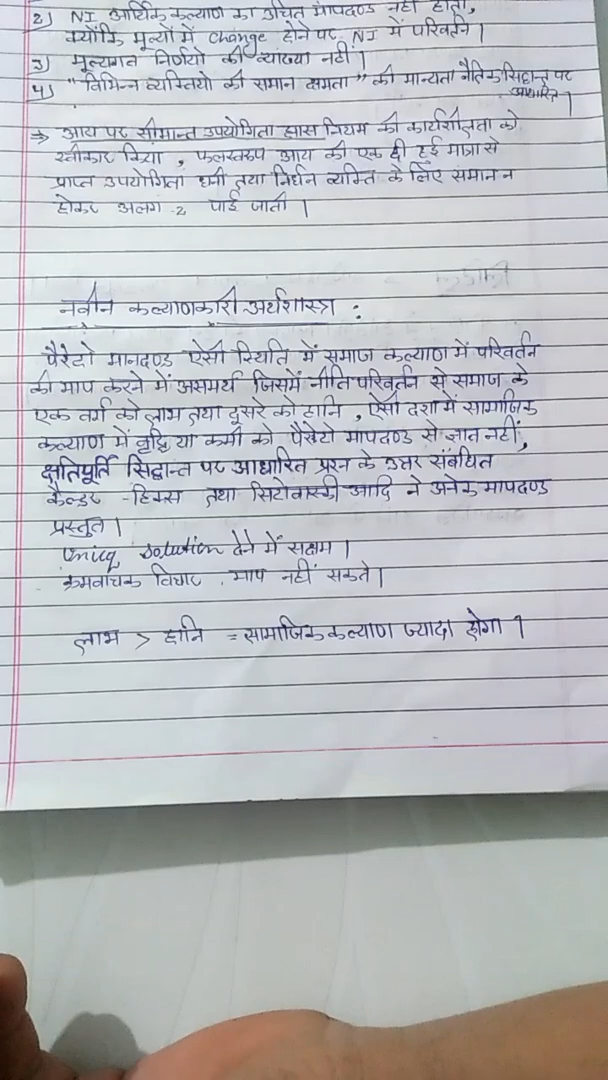 2) NI आर्थिक कल्याण का उचित मापदण्ड नहीं होता,
क्योंकि मूल्यों में change होने पर NI में परिवर्तन।
3) मूल्यगत निर्णयों की व्याख्या नहीं।
4) "विभिन्न व्यक्तियों की समान क्षमता" की मान्यता नैतिक सिद्धान्त पर
आधारित।
⇒ आय पर सीमान्त उपयोगिता ह्रास नियम की कार्यशीलता को
स्वीकार किया, फलस्वरूप आय की एक दी हुई मात्रा से
प्राप्त उपयोगिता धनी तथा निर्धन व्यक्ति के लिए समान न
होकर अलग-2 पाई जाती।
नवीन कल्याणकारी अर्थशास्त्र :
पैरेटो मानदण्ड ऐसी स्थिति में समाज कल्याण में परिवर्तन
की माप करने में असमर्थ जिसमें नीति परिवर्तन से समाज के
एक वर्ग को लाभ तथा दूसरे को हानि, ऐसी दशा में सामाजिक
कल्याण में वृद्धि या कमी को पैरेटो मापदण्ड से ज्ञात नहीं,
क्षतिपूर्ति सिद्धान्त पर आधारित प्रश्न के उत्तर संबंधित
केल्डर -हिक्स तथा सिटोवास्की आदि ने अनेक मापदण्ड
प्रस्तुत।
solution देने में सक्षम।
क्रमवाचक विचार, माप नहीं सकते।
लाभ > हानि = सामाजिक कल्याण ज्यादा होगा।